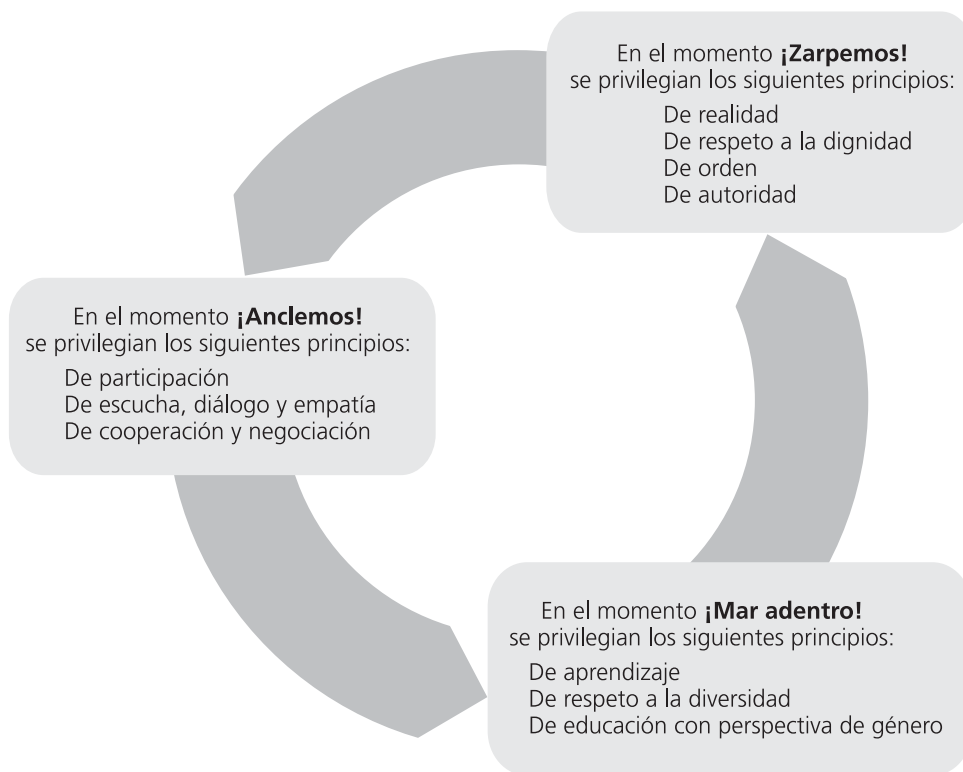 En el momento ¡Zarpemos!
se privilegian los siguientes principios:
De realidad
De respeto a la dignidad
De orden
De autoridad
En el momento ¡Anclemos!
se privilegian los siguientes principios:
De participación
De escucha, diálogo y empatía
De cooperación y negociación
En el momento ¡Mar adentro!
se privilegian los siguientes principios:
De aprendizaje
De respeto a la diversidad
De educación con perspectiva de género